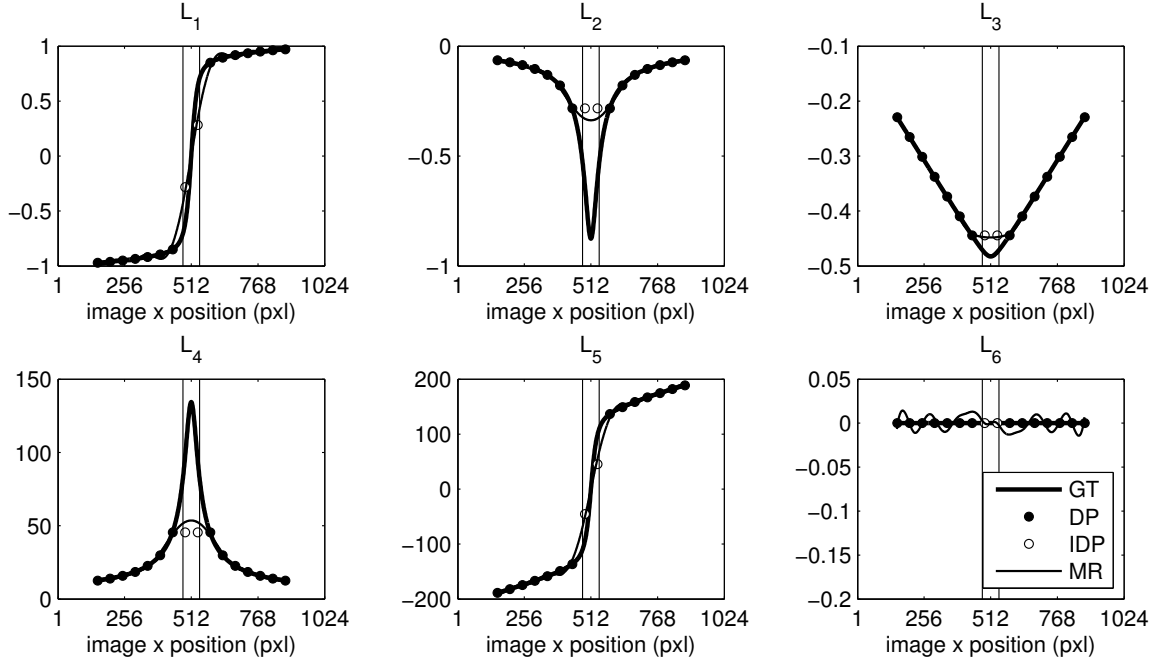 L1
1
0.5
0
−0.5
−1
1 256 512 768 1024
image x position (pxl)
L2
0
−0.5
−1
1 256 512 768 1024
image x position (pxl)
L3
−0.1
−0.2
−0.3
−0.4
−0.5
1 256 512 768 1024
image x position (pxl)
L4
150
100
50
0
1 256 512 768 1024
image x position (pxl)
L5
200
100
0
−100
−200
1 256 512 768 1024
image x position (pxl)
L6
0.05
0
−0.05
−0.1
−0.15
−0.2
GT
DP
IDP
MR
1 256 512 768 1024
image x position (pxl)